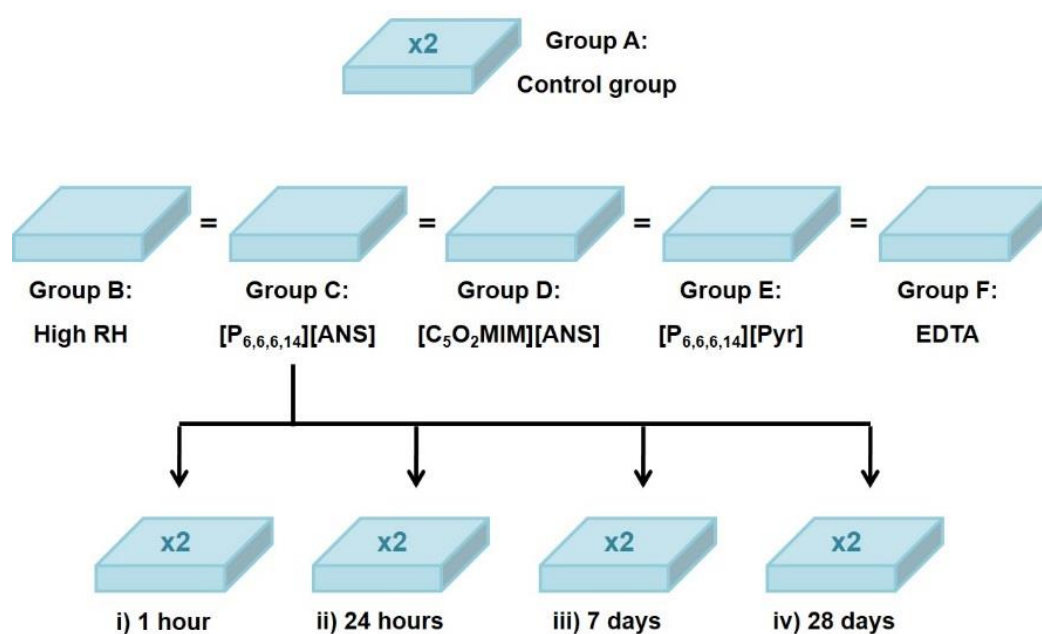 x2
Group A:
Control group
= = = =
Group B: Group C: Group D: Group E: Group F:
High RH [P6,6,6,14][ANS] [C5O2MIM][ANS] [P6,6,6,14][Pyr] EDTA
x2 x2 x2 x2
i) 1 hour ii) 24 hours iii) 7 days iv) 28 days